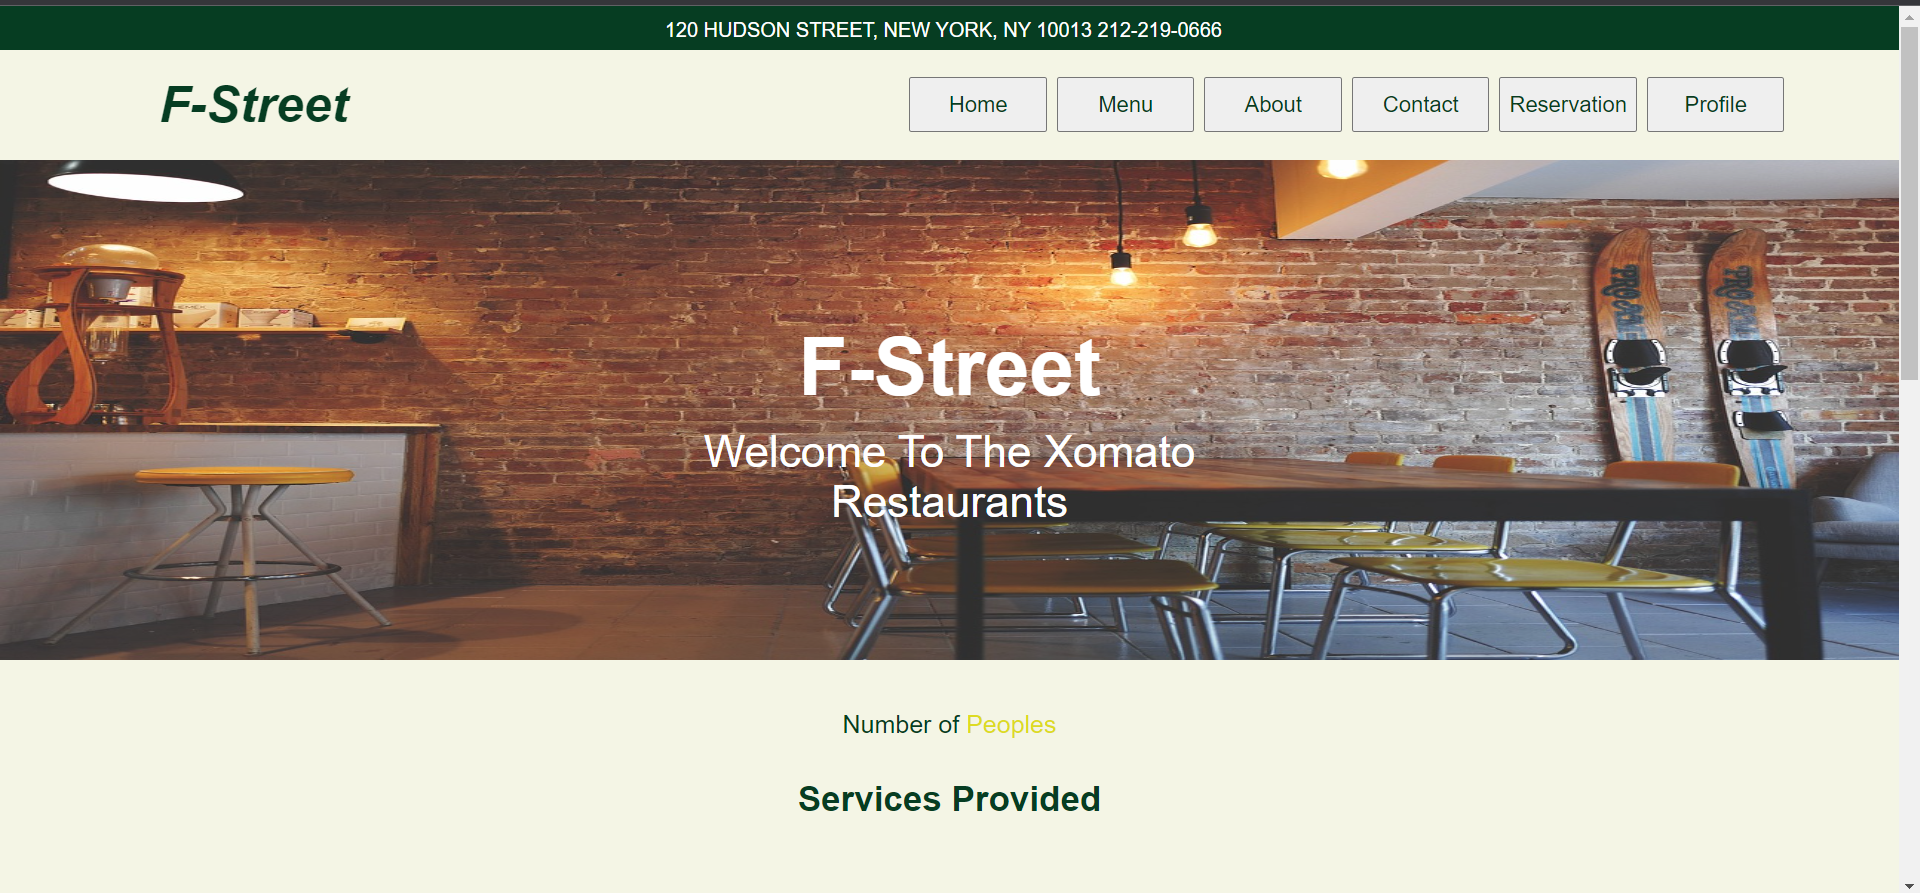 120 HUDSON STREET, NEW YORK, NY 10013 212-219-0666
F-Street
Home Menu About Contact Reservation Profile
F-Street
Welcome To The Xomato
Restaurants
Number of Peoples
Services Provided